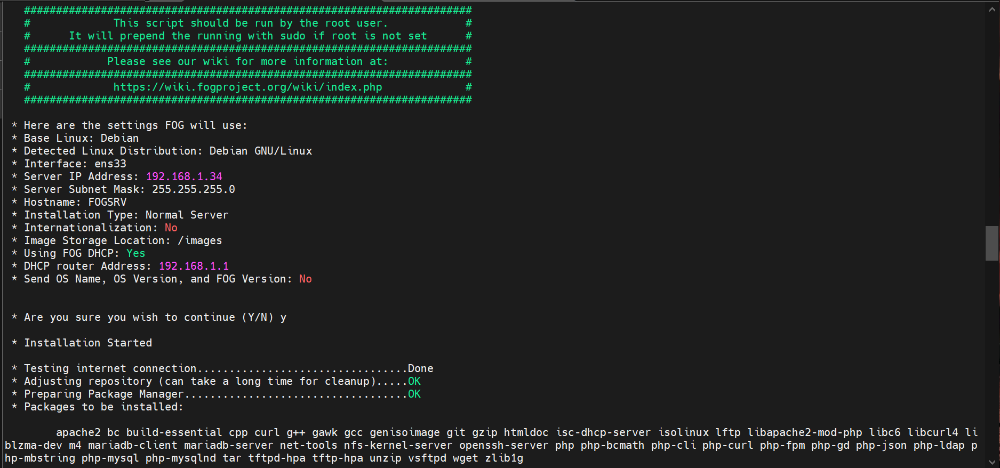 ######################################################################
#             This script should be run by the root user.            #
#      It will prepend the running with sudo if root is not set      #
######################################################################
#            Please see our wiki for more information at:            #
######################################################################
#             https://wiki.fogproject.org/wiki/index.php             #
######################################################################
* Here are the settings FOG will use:
* Base Linux: Debian
* Detected Linux Distribution: Debian GNU/Linux
* Interface: ens33
* Server IP Address: 192.168.1.34
* Server Subnet Mask: 255.255.255.0
* Hostname: FOGSRV
* Installation Type: Normal Server
* Internationalization: No
* Image Storage Location: /images
* Using FOG DHCP: Yes
* DHCP router Address: 192.168.1.1
* Send OS Name, OS Version, and FOG Version: No
* Are you sure you wish to continue (Y/N) y
* Installation Started
* Testing internet connection.................................Done
* Adjusting repository (can take a long time for cleanup).....OK
* Preparing Package Manager...................................OK
* Packages to be installed:
apache2 bc build-essential cpp curl g++ gawk gcc genisoimage git gzip htmldoc isc-dhcp-server isolinux lftp libapache2-mod-php libc6 libcurl4 li
blzma-dev m4 mariadb-client mariadb-server net-tools nfs-kernel-server openssh-server php php-bcmath php-cli php-curl php-fpm php-gd php-json php-ldap p
hp-mbstring php-mysql php-mysqlnd tar tftpd-hpa tftp-hpa unzip vsftpd wget zlib1g